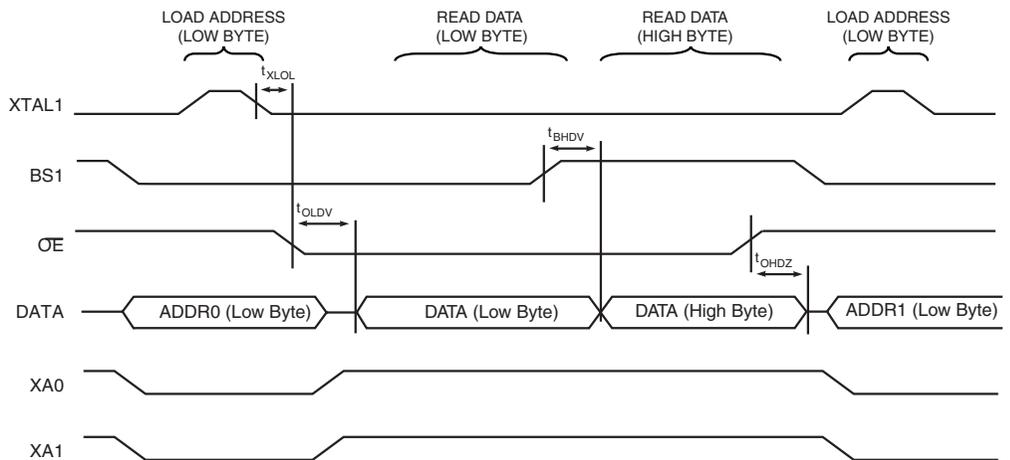 LOAD ADDRESS
(LOW BYTE)
READ DATA
(LOW BYTE)
READ DATA
(HIGH BYTE)
LOAD ADDRESS
(LOW BYTE)
tXLOL
XTAL1
tBHDV
BS1
tOLDV
OE
tOHDZ
DATA
ADDR0 (Low Byte)
DATA (Low Byte)
DATA (High Byte)
ADDR1 (Low Byte)
XA0
XA1